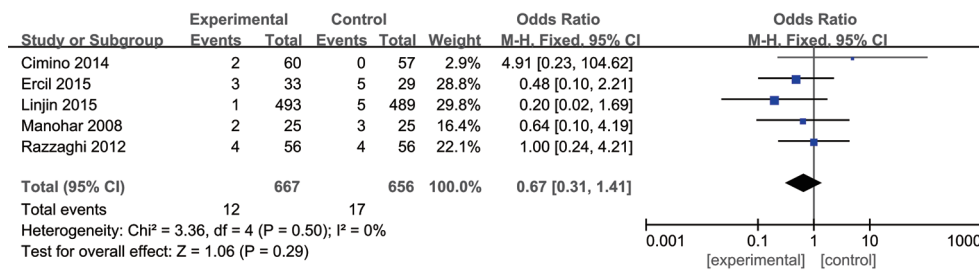 Experimental Control Odds Ratio Odds Ratio
Study or Subgroup Events Total Events Total Weight M-H. Fixed. 95% CI M-H. Fixed. 95% CI
Cimino 2014 2 60 0 57 2.9% 4.91 [0.23, 104.62]
Ercil 2015 3 33 5 29 28.8% 0.48 [0.10, 2.21]
Linjin 2015 1 493 5 489 29.8% 0.20 [0.02, 1.69]
Manohar 2008 2 25 3 25 16.4% 0.64 [0.10, 4.19]
Razzaghi 2012 4 56 4 56 22.1% 1.00 [0.24, 4.21]
Total (95% CI) 667 656 100.0% 0.67 [0.31, 1.41]
Total events 12 17
Heterogeneity: Chi² = 3.36, df = 4 (P = 0.50); I² = 0%
Test for overall effect: Z = 1.06 (P = 0.29)
0.001 0.1 1 10 1000
[experimental] [control]